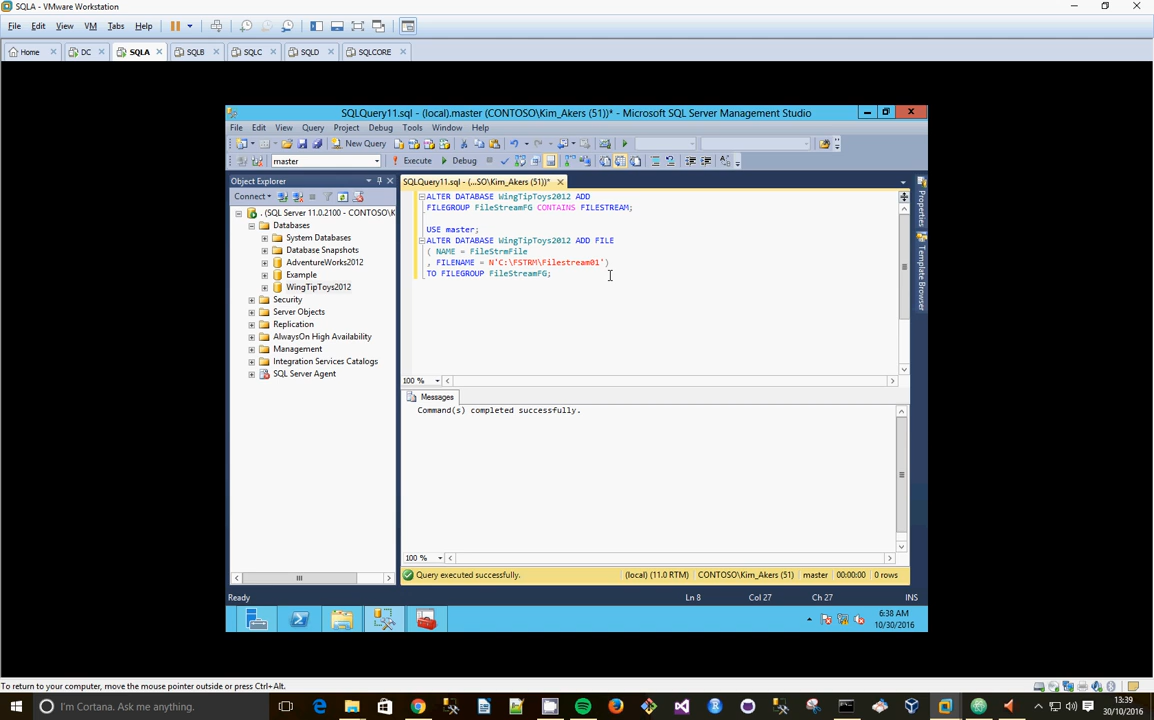 SQLA - VMware Workstation
File Edit View VM Tabs Help
Home DC SQLA SQLB SQLC SQLD SQLCORE
SQLQuery11.sql - (local).master (CONTOSO\Kim_Akers (51))* - Microsoft SQL Server Management Studio
File Edit View Query Project Debug Tools Window Help
New Query
master Execute Debug
Object Explorer
Connect
. (SQL Server 11.0.2100 - CONTOSO\K
Databases
System Databases
Database Snapshots
AdventureWorks2012
Example
WingTipToys2012
Security
Server Objects
Replication
AlwaysOn High Availability
Management
Integration Services Catalogs
SQL Server Agent
SQLQuery11.sql - (...SO\Kim_Akers (51))*
ALTER DATABASE WingTipToys2012 ADD
FILEGROUP FileStreamFG CONTAINS FILESTREAM;
USE master;
ALTER DATABASE WingTipToys2012 ADD FILE
( NAME = FileStrmFile
, FILENAME = N'C:\FSTRM\Filestream01')
TO FILEGROUP FileStreamFG;
100 %
Messages
Command(s) completed successfully.
100 %
Query executed successfully. (local) (11.0 RTM) CONTOSO\Kim_Akers (51) master 00:00:00 0 rows
Properties
Template Browser
Ready Ln 8 Col 27 Ch 27 INS
6:38 AM
10/30/2016
To return to your computer, move the mouse pointer outside or press Ctrl+Alt.
I'm Cortana. Ask me anything.
13:39
30/10/2016